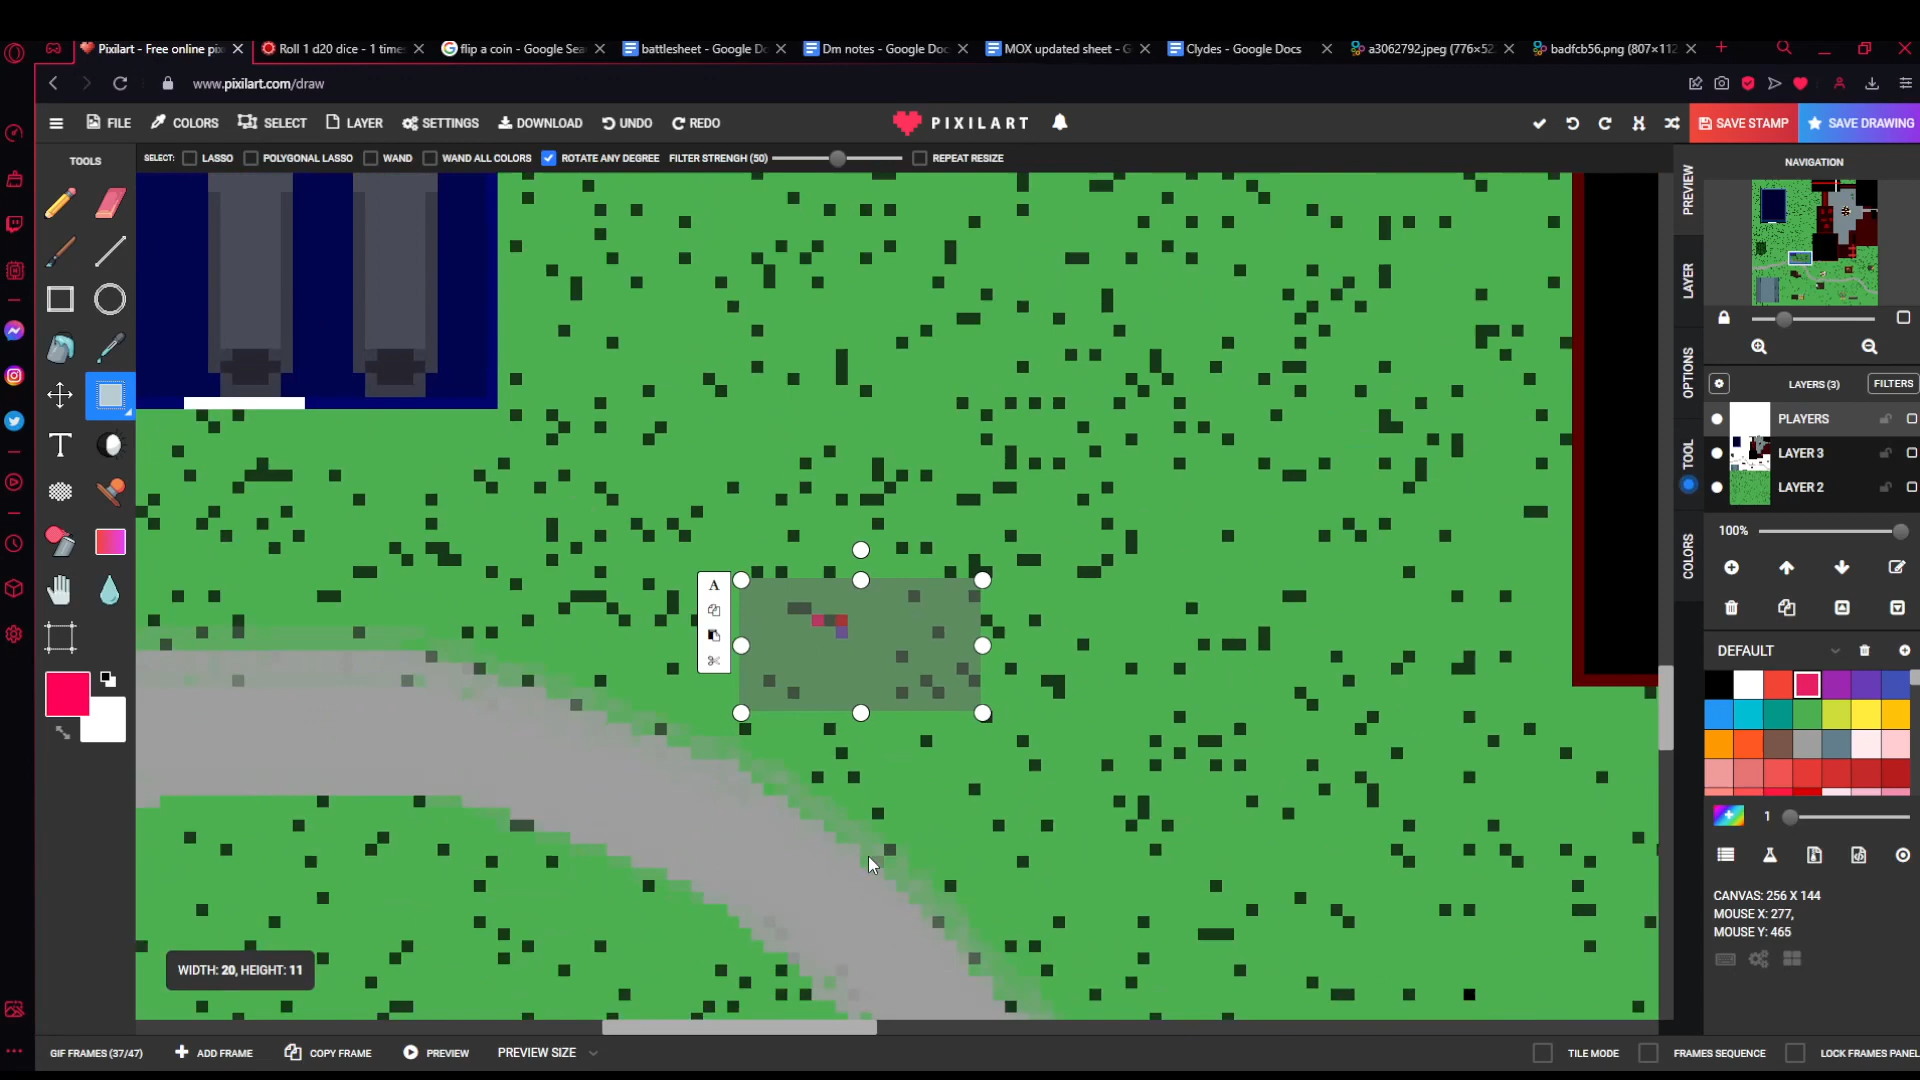 Pixilart - Free online pix
Roll 1 d20 dice - 1 time
flip a coin - Google Sea
battlesheet - Google Do
Dm notes - Google Doc
MOX updated sheet - G
Clydes - Google Docs
a3062792.jpeg (776×52
badfcb56.png (807×112
www.pixilart.com/draw
FILE
COLORS
SELECT
LAYER
SETTINGS
DOWNLOAD
UNDO
REDO
PIXILART
SAVE STAMP
SAVE DRAWING
TOOLS
SELECT:
LASSO
POLYGONAL LASSO
WAND
WAND ALL COLORS
ROTATE ANY DEGREE
FILTER STRENGH (50)
REPEAT RESIZE
NAVIGATION
PREVIEW
LAYER
OPTIONS
TOOL
COLORS
LAYERS (3)
FILTERS
PLAYERS
LAYER 3
LAYER 2
100%
DEFAULT
1
CANVAS: 256 X 144
MOUSE X: 277,
MOUSE Y: 465
A
T
WIDTH: 20, HEIGHT: 11
GIF FRAMES (37/47)
ADD FRAME
COPY FRAME
PREVIEW
PREVIEW SIZE
TILE MODE
FRAMES SEQUENCE
LOCK FRAMES PANEL